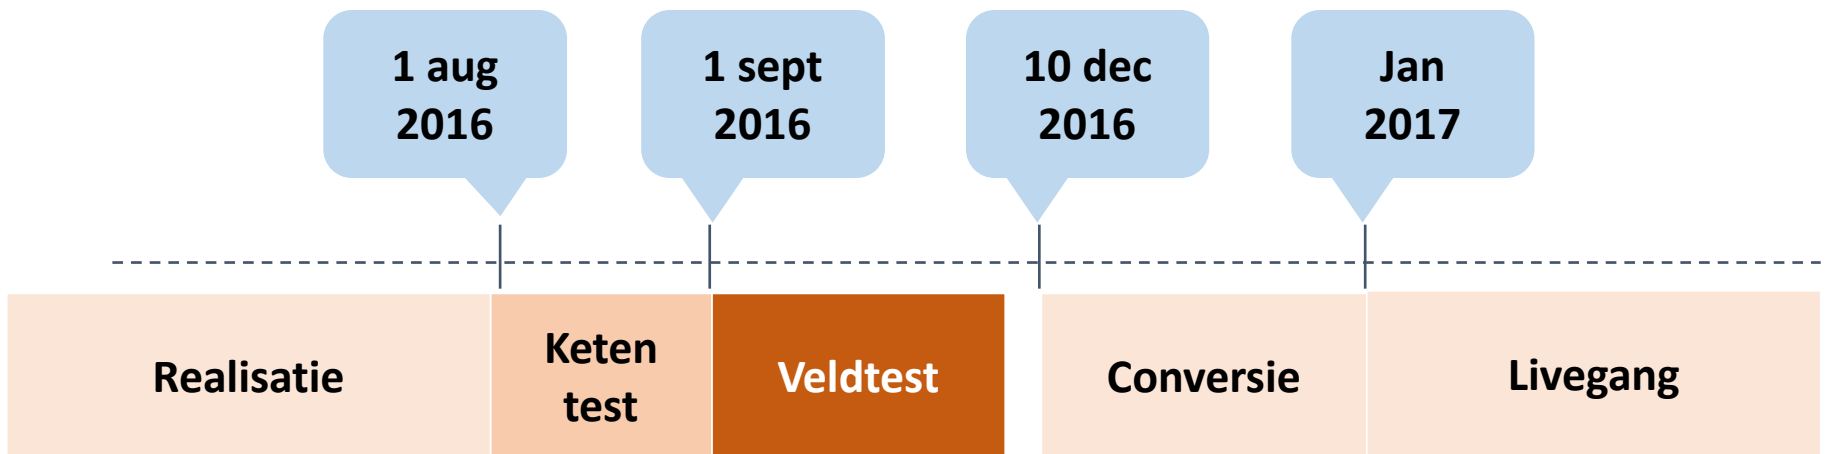 1 aug
2016
1 sept
2016
10 dec
2016
Jan
2017
Realisatie
Keten
test
Veldtest
Conversie
Livegang